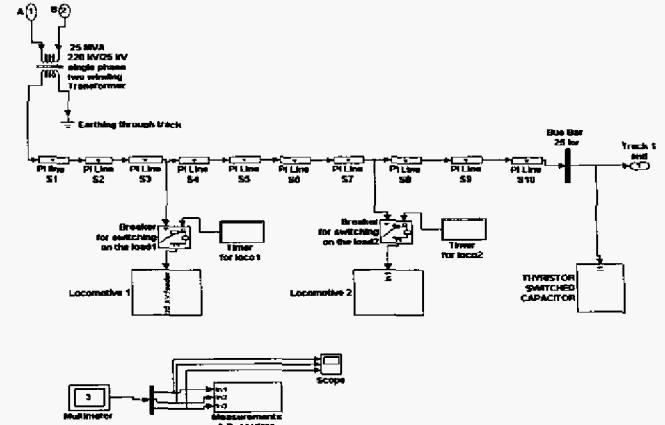 A 1
B 2
25 MVA
220 kV/25 kV
single phase
two winding
Transformer
Earthing through track
Bus Bar
25 kv
Track 1
end
1
PI Line
S1
PI Line
S2
PI Line
S3
PI Line
S4
PI Line
S5
PI Line
S6
PI Line
S7
PI Line
S8
PI Line
S9
PI Line
S10
Breaker
for switching
on the load1
Timer
for loco1
Breaker
for switching
on the load2
Timer
for loco2
Locomotive 1
Locomotive 2
In1
THYRISTOR
SWITCHED
CAPACITOR
Scope
3
Multimeter
In1
In2
In3
Measurements